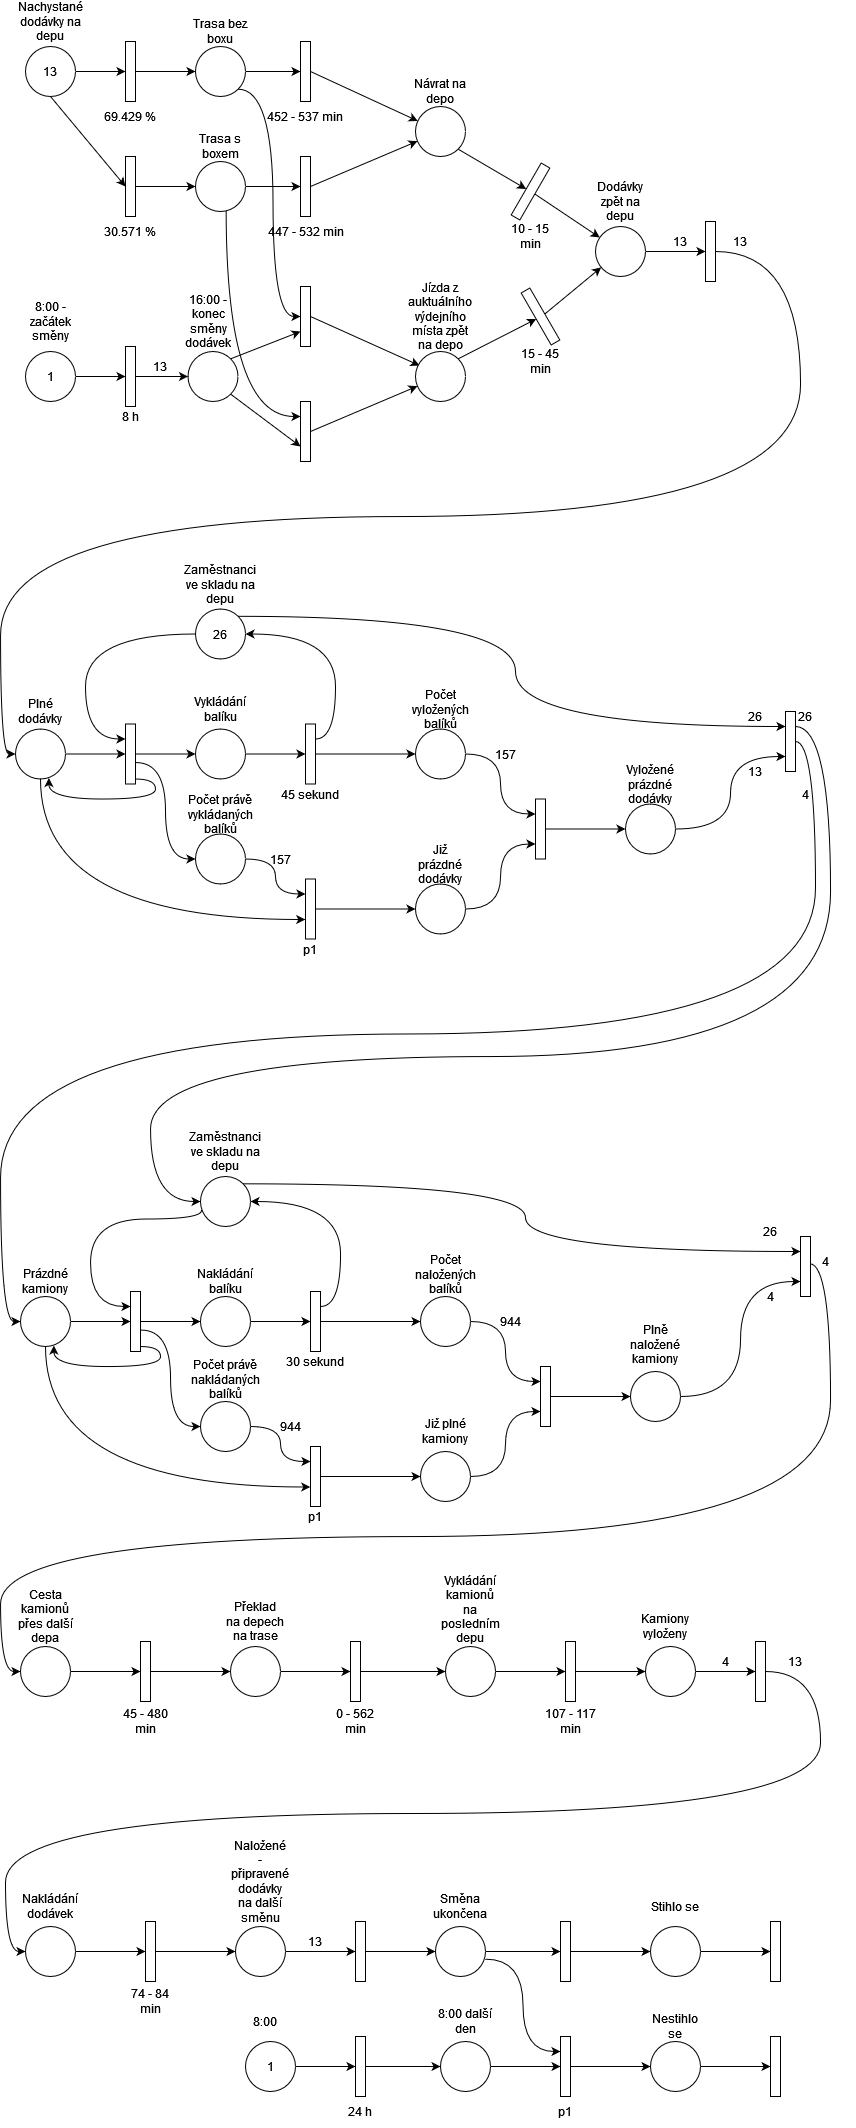 Nachystané
dodávky na
depu
13
69.429 %
30.571 %
Trasa bez
boxu
Trasa s
boxem
452 - 537 min
447 - 532 min
Návrat na
depo
10 - 15
min
Dodávky
zpět na
depu
13
13
8:00 -
začátek
směny
1
8 h
13
16:00 -
konec
směny
dodávek
Jízda z
auktuálního
výdejního
místa zpět
na depo
15 - 45
min
Zaměstnanci
ve skladu na
depu
26
Plné
dodávky
Vykládání
balíku
45 sekund
Počet
vyložených
balíků
157
Počet právě
vykládaných
balíků
157
p1
Již
prázdné
dodávky
Vyložené
prázdné
dodávky
26
26
13
4
Zaměstnanci
ve skladu na
depu
Prázdné
kamiony
Nakládání
balíku
30 sekund
Počet
naložených
balíků
944
Počet právě
nakládaných
balíků
944
p1
Již plné
kamiony
Plně
naložené
kamiony
26
4
4
Cesta
kamionů
přes další
depa
45 - 480
min
Překlad
na depech
na trase
0 - 562
min
Vykládání
kamionů
na
posledním
depu
107 - 117
min
Kamiony
vyloženy
4
13
Nakládání
dodávek
74 - 84
min
Naložené
-
připravené
dodávky
na další
směnu
13
Směna
ukončena
Stihlo se
8:00
1
24 h
8:00 další
den
p1
Nestihlo
se